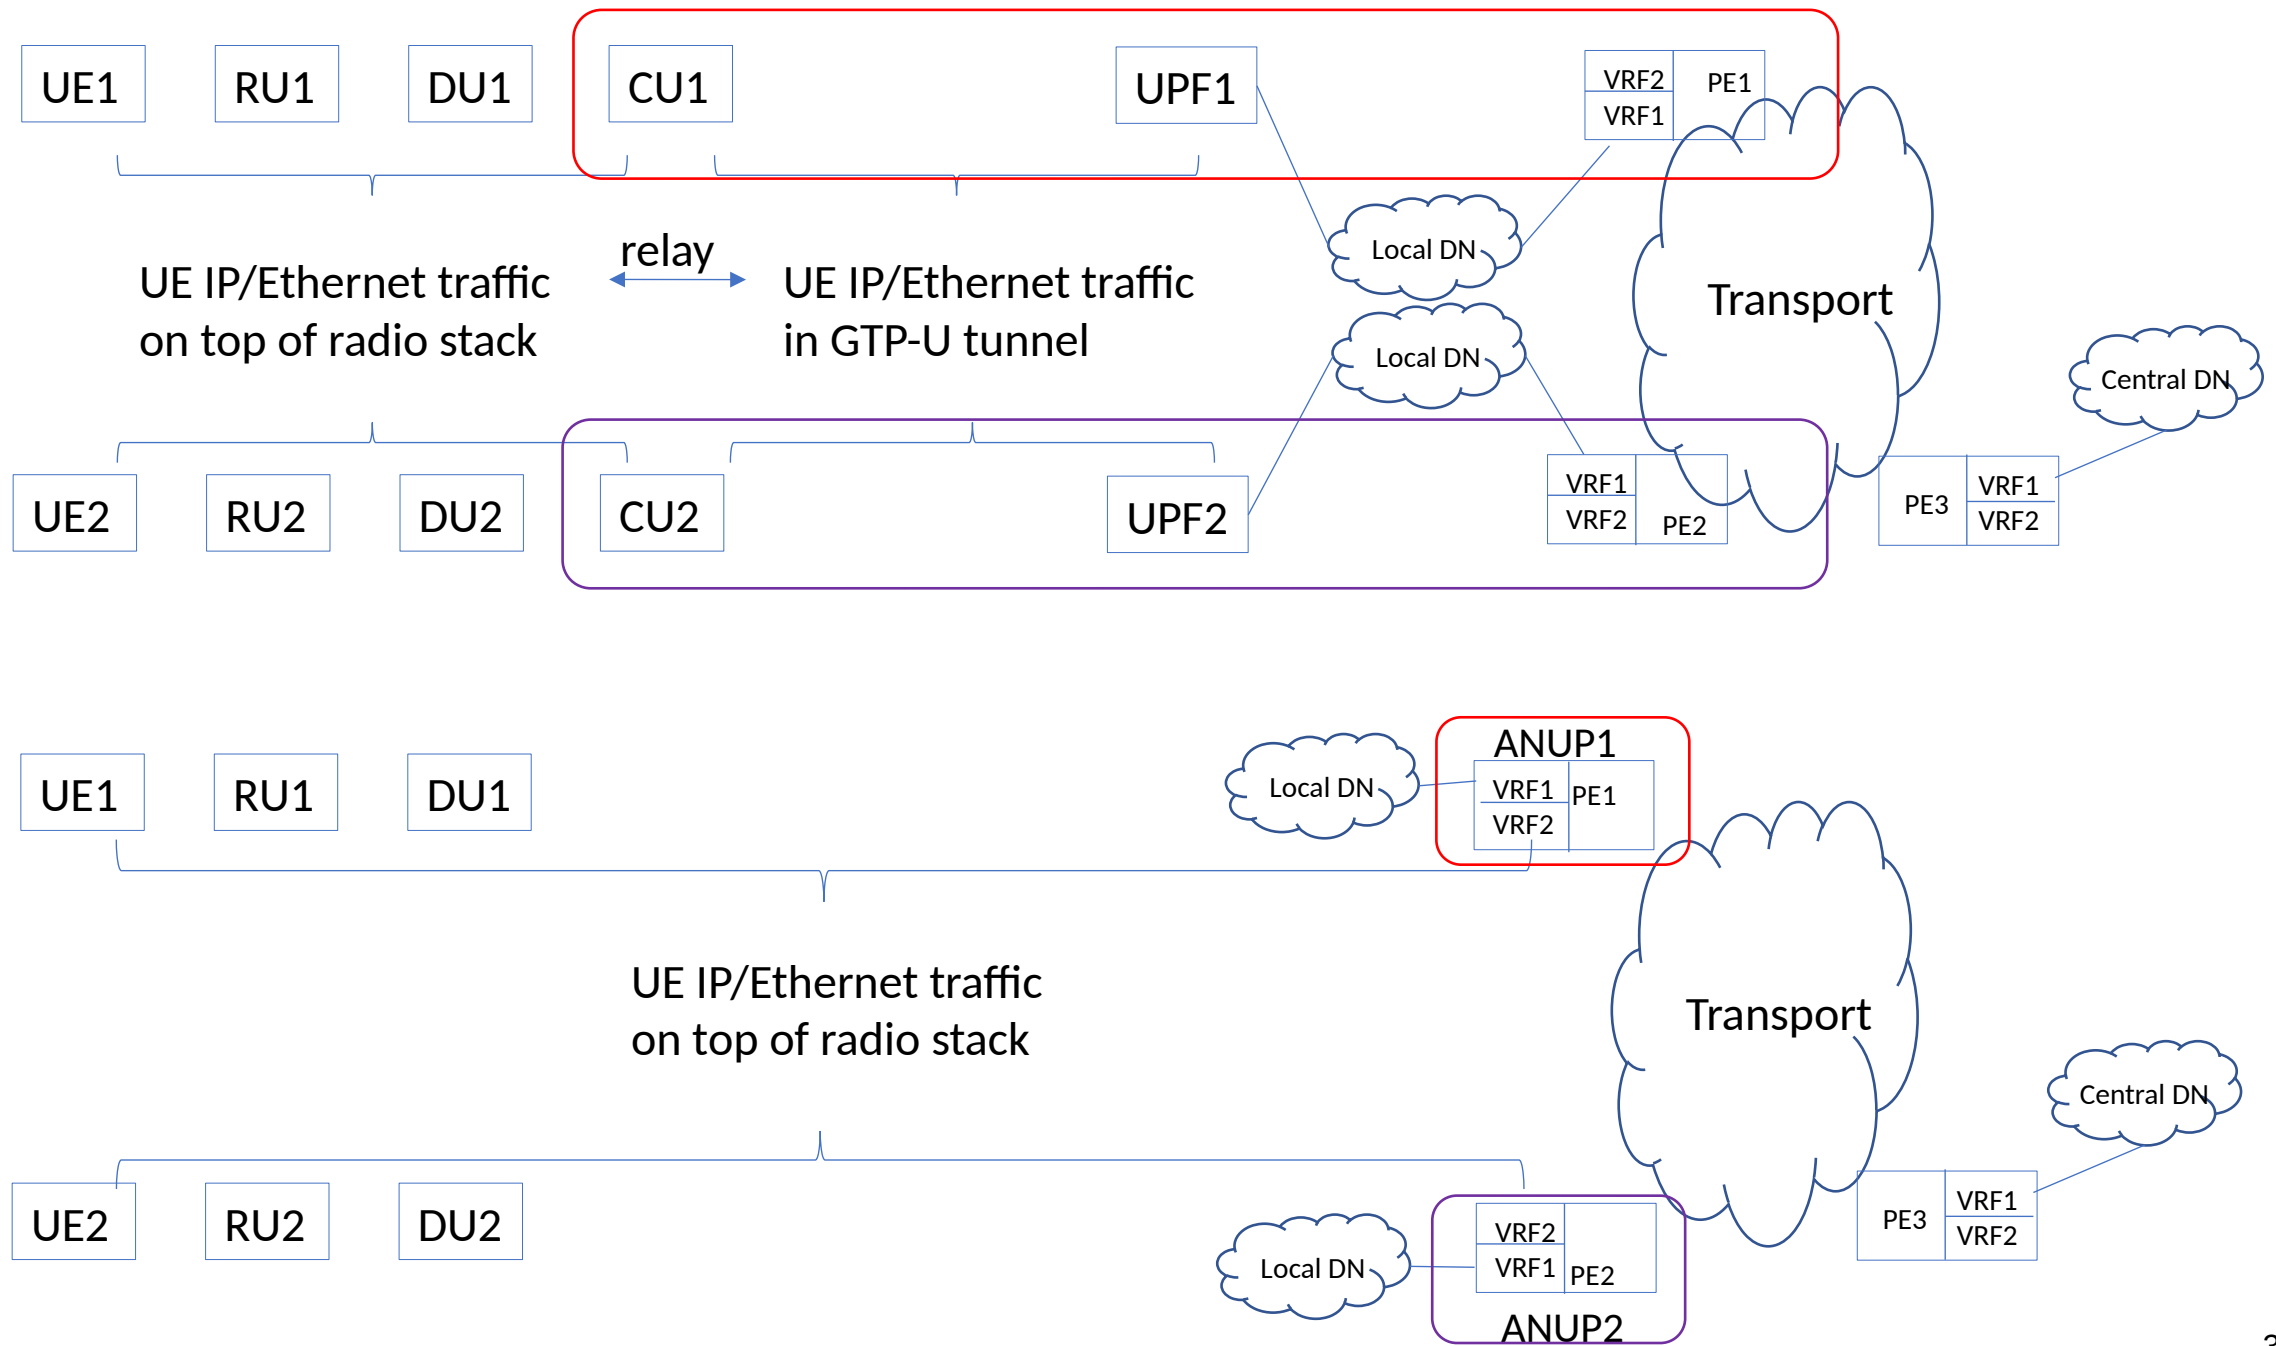 UE1
RU1
DU1
CU1
UPF1
VRF2
PE1
VRF1
relay
Local DN
UE IP/Ethernet traffic
on top of radio stack
UE IP/Ethernet traffic
in GTP-U tunnel
Transport
Local DN
Central DN
UE2
RU2
DU2
CU2
UPF2
VRF1
VRF2
PE2
PE3
VRF1
VRF2
ANUP1
UE1
RU1
DU1
Local DN
VRF1
PE1
VRF2
UE IP/Ethernet traffic
on top of radio stack
Transport
Central DN
UE2
RU2
DU2
Local DN
VRF2
VRF1
PE2
ANUP2
PE3
VRF1
VRF2